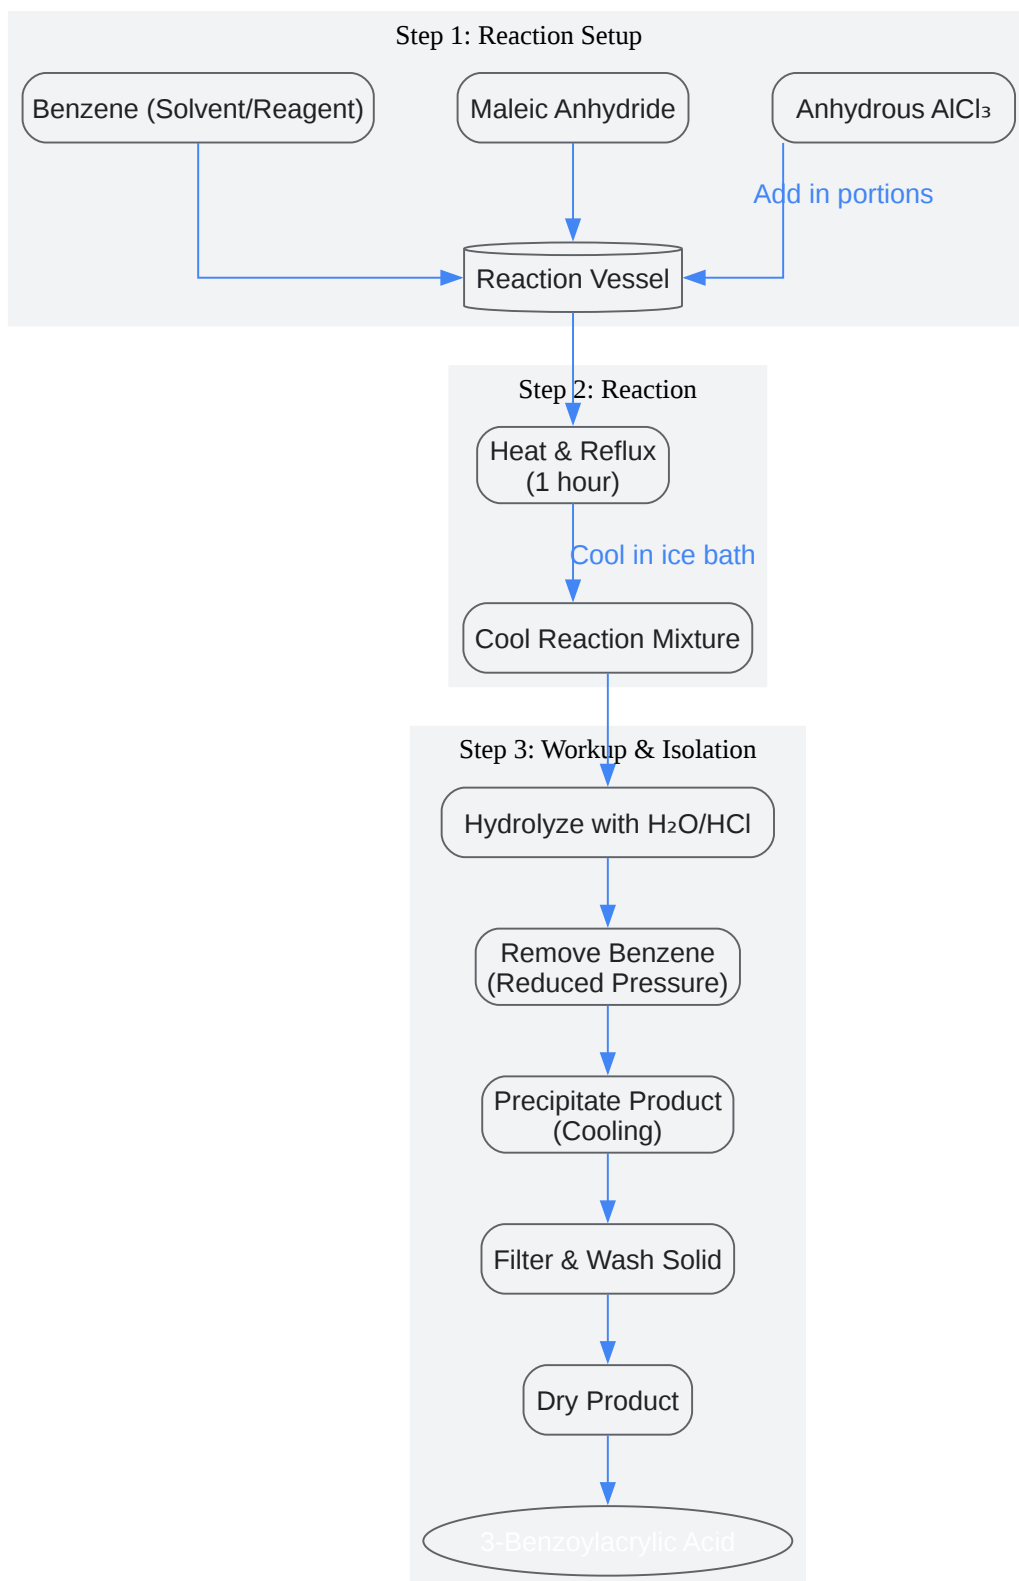 Step 1: Reaction Setup
Benzene (Solvent/Reagent)
Maleic Anhydride
Anhydrous AlCl₃
Add in portions
Reaction Vessel
Step 2: Reaction
Heat & Reflux
(1 hour)
Cool in ice bath
Cool Reaction Mixture
Step 3: Workup & Isolation
Hydrolyze with H₂O/HCl
Remove Benzene
(Reduced Pressure)
Precipitate Product
(Cooling)
Filter & Wash Solid
Dry Product
3-Benzoylacrylic Acid